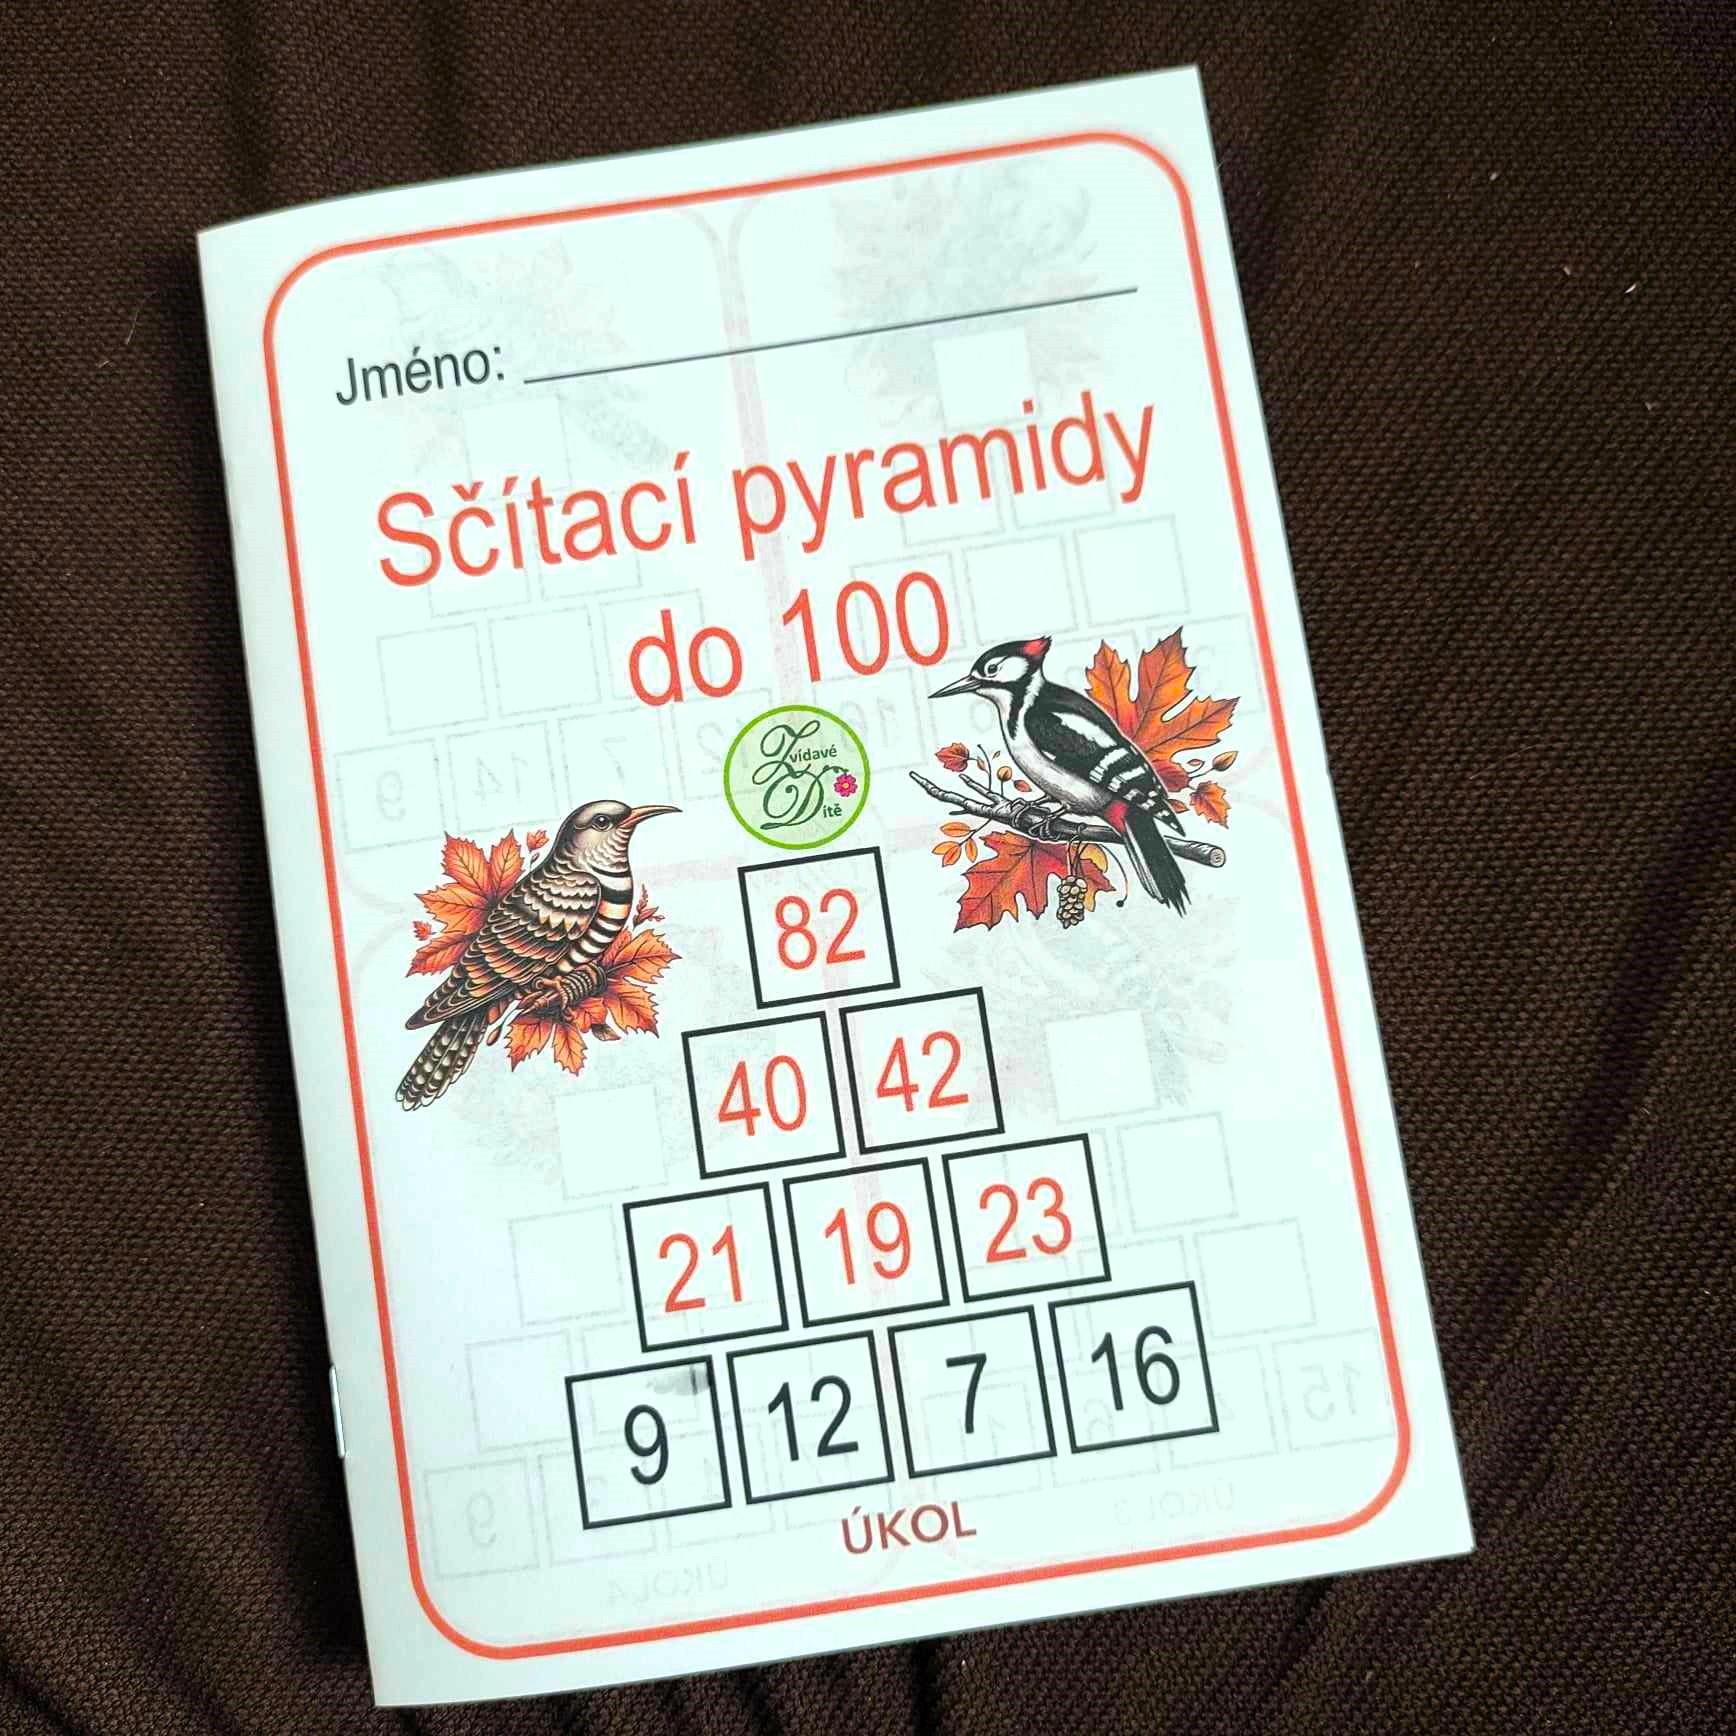 Jméno:
Sčítací pyramidy
do 100
Zvídavé
Dítě
82
40 42
21 19 23
9 12 7 16
ÚKOL